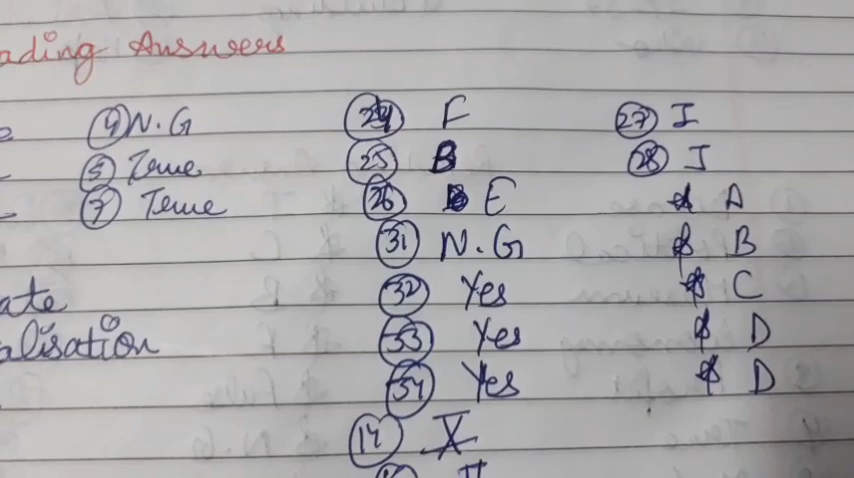 ading Answers
④ N.G ㉔ F ㉗ I
⑤ True ㉕ B ㉘ J
⑦ True ㉖ E A
㉛ N.G B
ate ㉜ Yes C
alisation ㉝ Yes D
㉞ Yes D
⑭ X
II